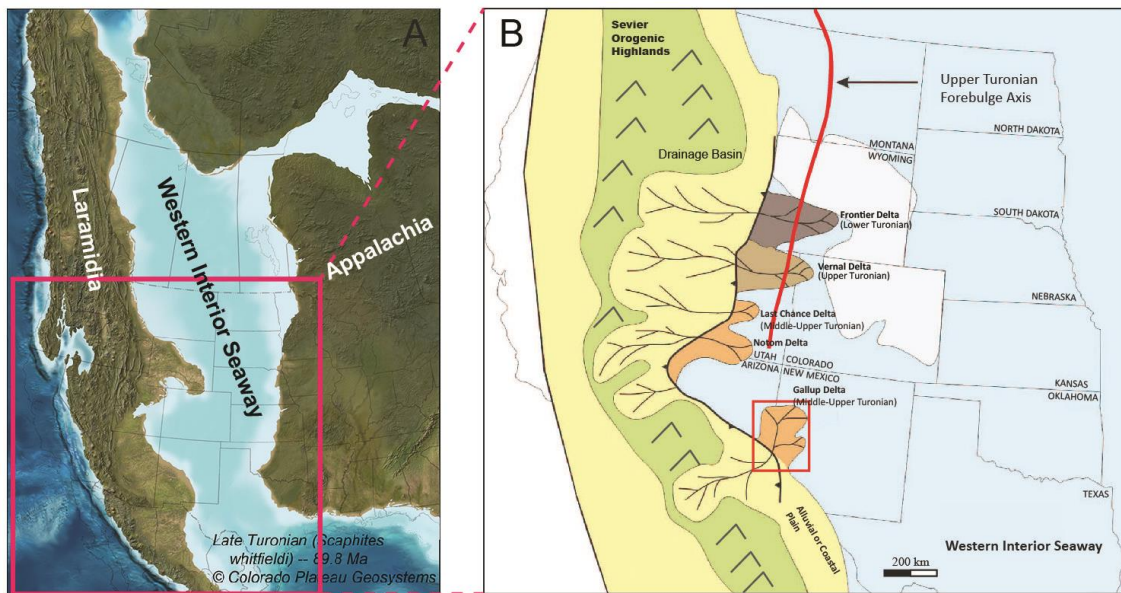 A
Laramidia
Western Interior Seaway
Appalachia
Late Turonian (Scaphites
whitfieldi) -- 89.8 Ma
© Colorado Plateau Geosystems
B
Sevier
Orogenic
Highlands
Upper Turonian
Forebulge Axis
NORTH DAKOTA
MONTANA
WYOMING
Drainage Basin
SOUTH DAKOTA
Frontier Delta
(Lower Turonian)
Vernal Delta
(Upper Turonian)
NEBRASKA
Last Chance Delta
(Middle-Upper Turonian)
Notom Delta
UTAH
COLORADO
ARIZONA
NEW MEXICO
KANSAS
OKLAHOMA
Gallup Delta
(Middle-Upper Turonian)
TEXAS
Alluvial or Coastal
Plain
Western Interior Seaway
200 km